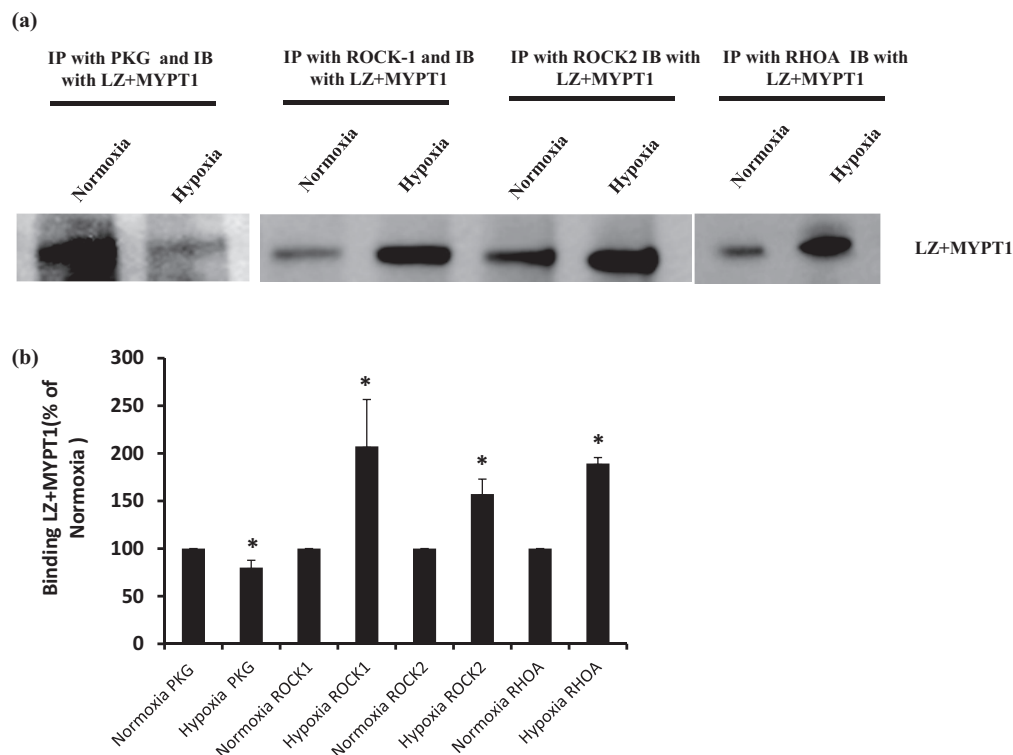 (a)
IP with PKG and IB
with LZ+MYPT1
IP with ROCK-1 and IB
with LZ+MYPT1
IP with ROCK2 IB with
LZ+MYPT1
IP with RHOA IB with
LZ+MYPT1
Normoxia
Hypoxia
Normoxia
Hypoxia
Normoxia
Hypoxia
Normoxia
Hypoxia
LZ+MYPT1
(b)
Binding LZ+MYPT1(% of
Normoxia )
300
250
200
150
100
50
0
*
*
*
*
Normoxia PKG
Hypoxia PKG
Normoxia ROCK1
Hypoxia ROCK1
Normoxia ROCK2
Hypoxia ROCK2
Normoxia RHOA
Hypoxia RHOA